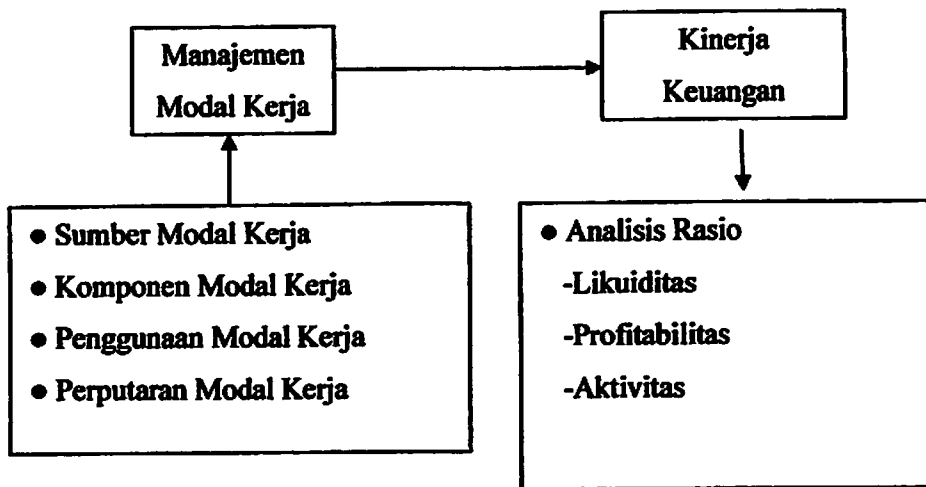 Manajemen
Modal Kerja
Kinerja
Keuangan
● Sumber Modal Kerja
● Komponen Modal Kerja
● Penggunaan Modal Kerja
● Perputaran Modal Kerja
● Analisis Rasio
-Likuiditas
-Profitabilitas
-Aktivitas